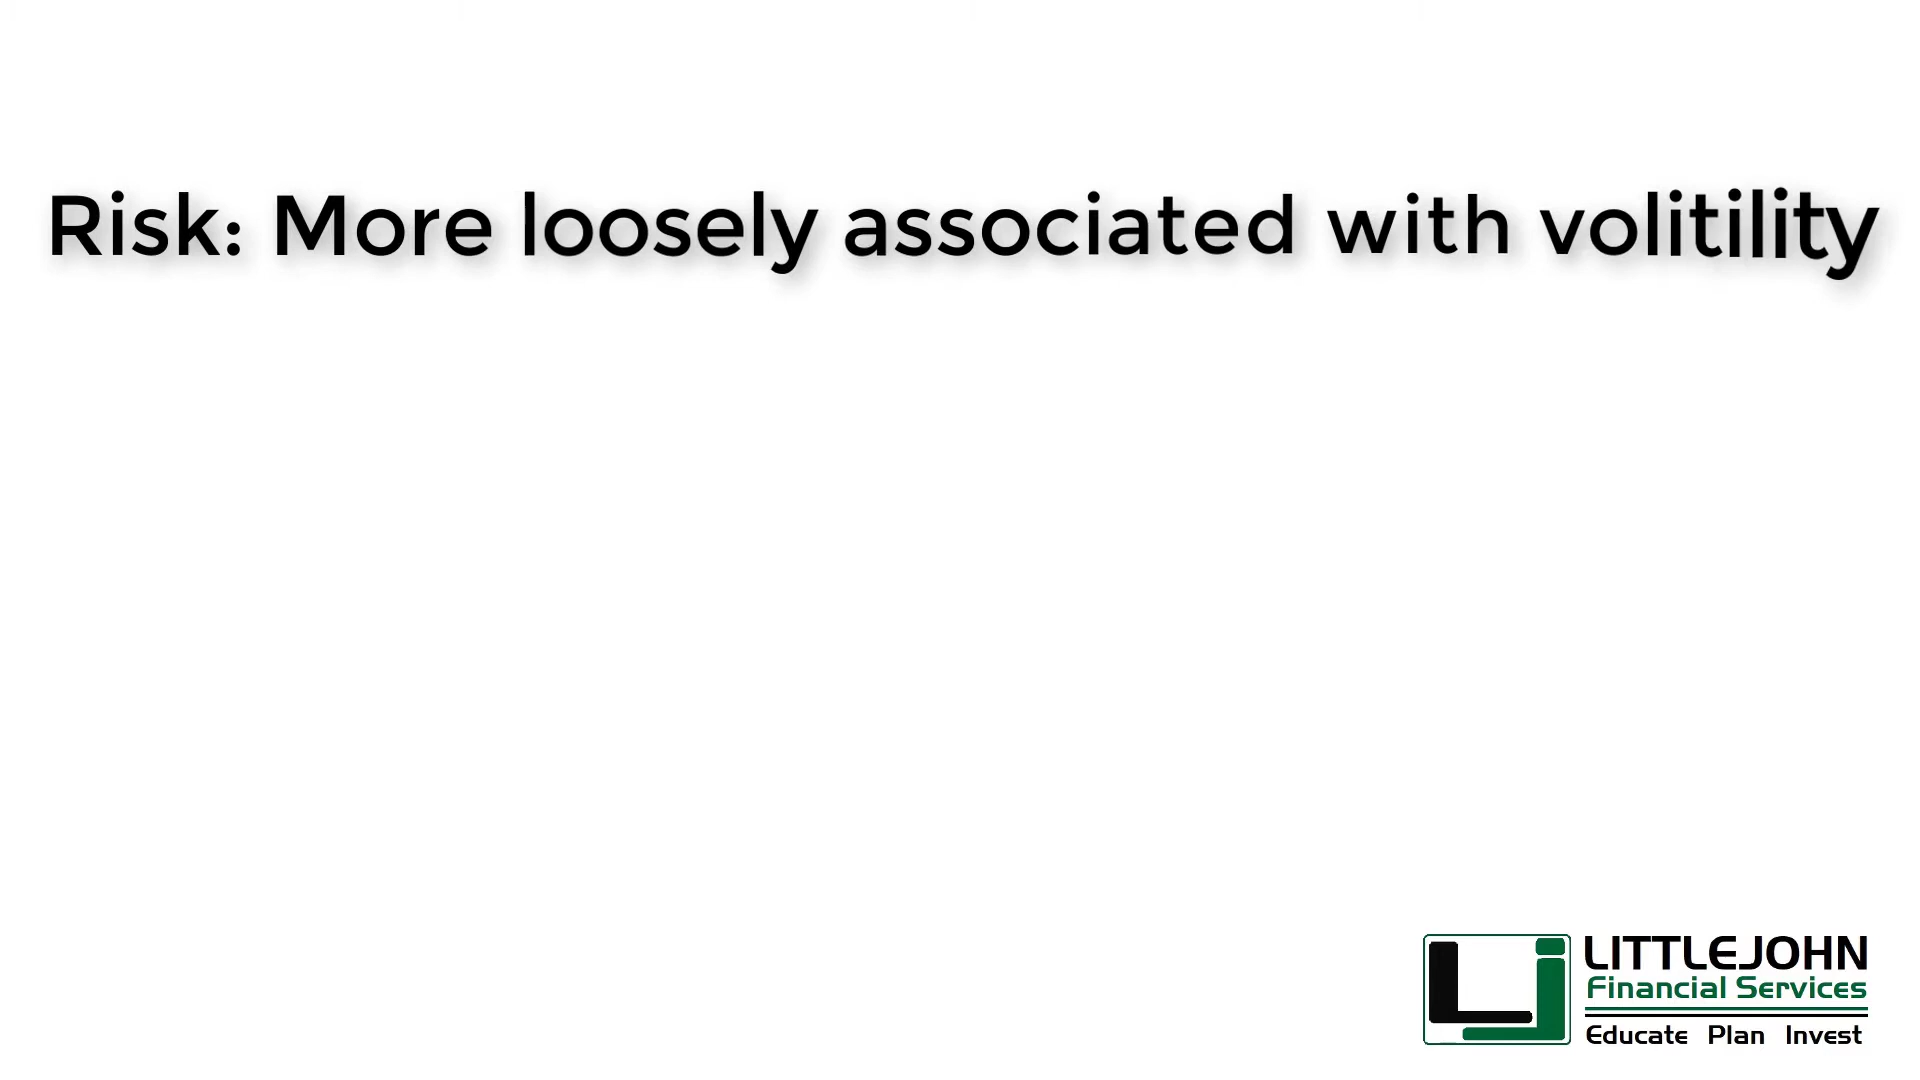 Risk: More loosely associated with volitility
LITTLEJOHN
Financial Services
Educate Plan Invest